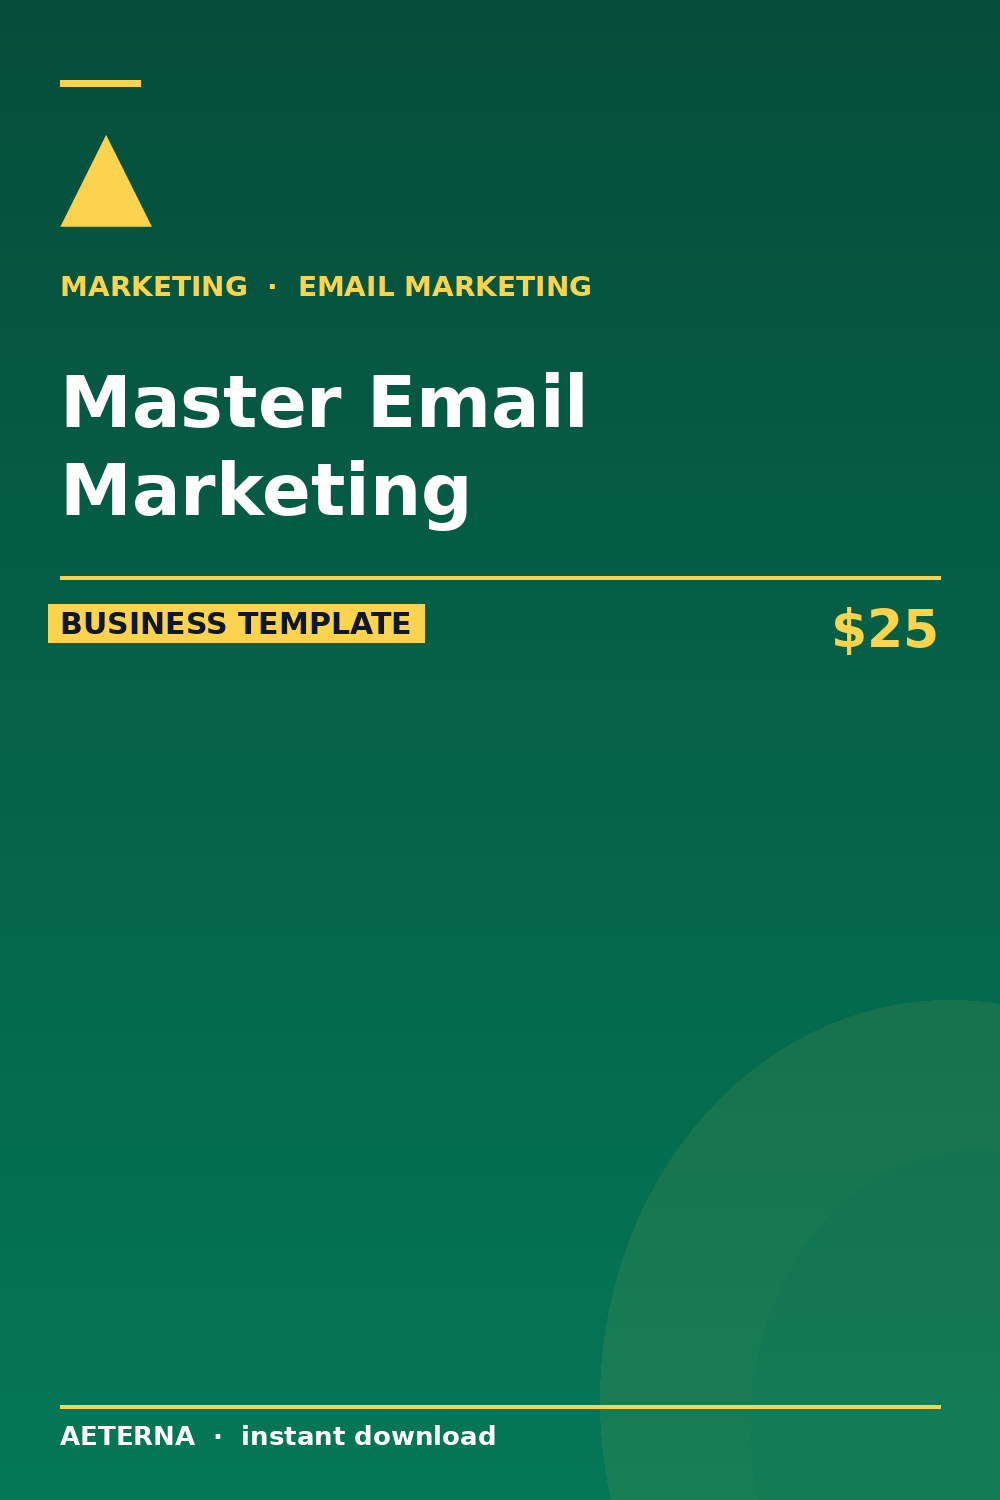 MARKETING · EMAIL MARKETING
Master Email
Marketing
BUSINESS TEMPLATE
$25
AETERNA · instant download